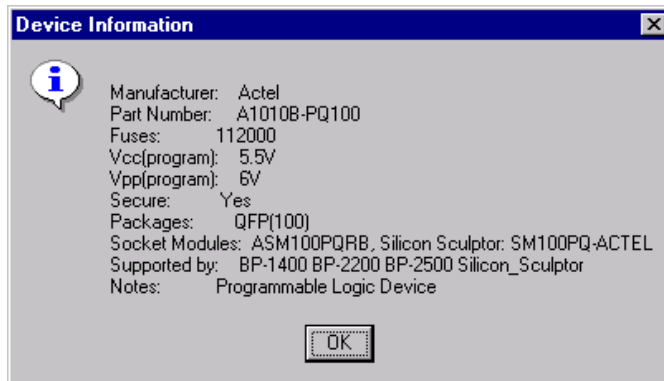 Device Information
Manufacturer: Actel
Part Number: A1010B-PQ100
Fuses: 112000
Vcc(program): 5.5V
Vpp(program): 6V
Secure: Yes
Packages: QFP(100)
Socket Modules: ASM100PQRB, Silicon Sculptor: SM100PQ-ACTEL
Supported by: BP-1400 BP-2200 BP-2500 Silicon_Sculptor
Notes: Programmable Logic Device
OK